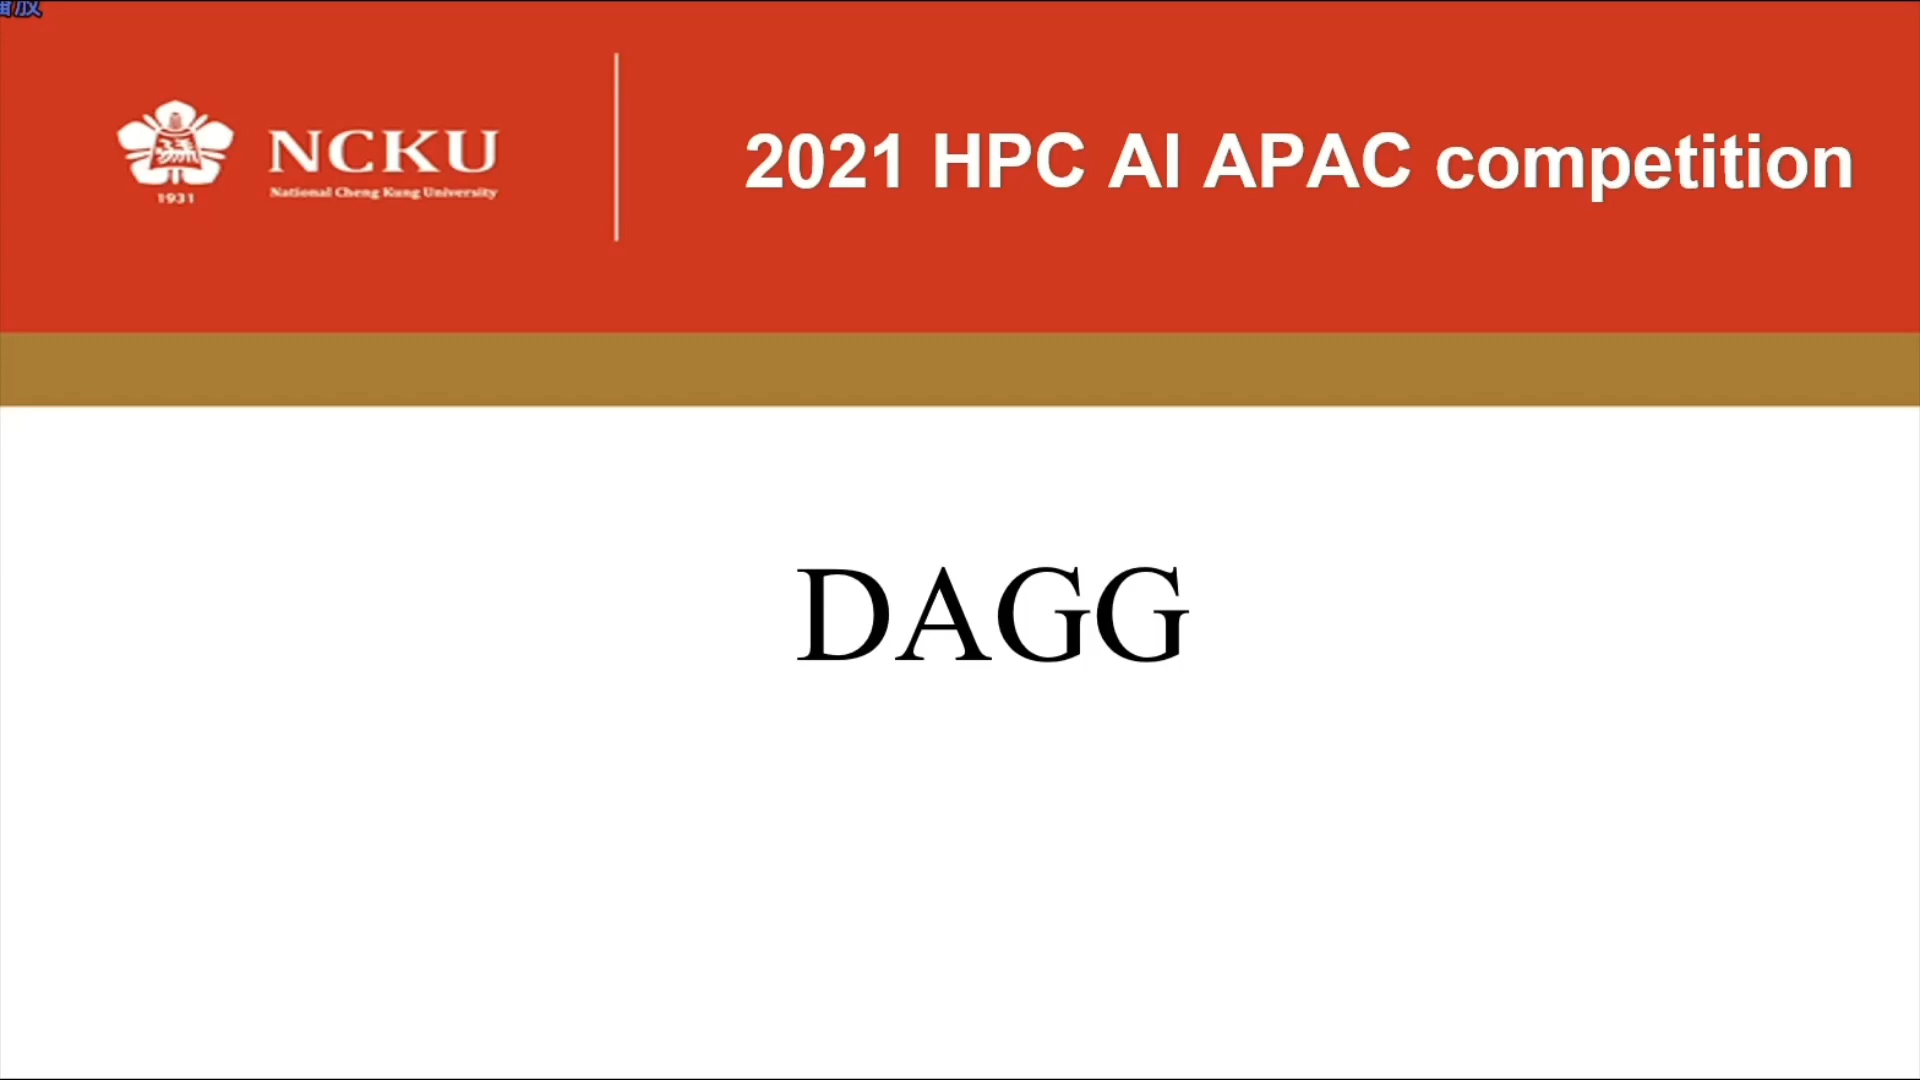 NCKU
National Cheng Kung University
1931
2021 HPC AI APAC competition
DAGG